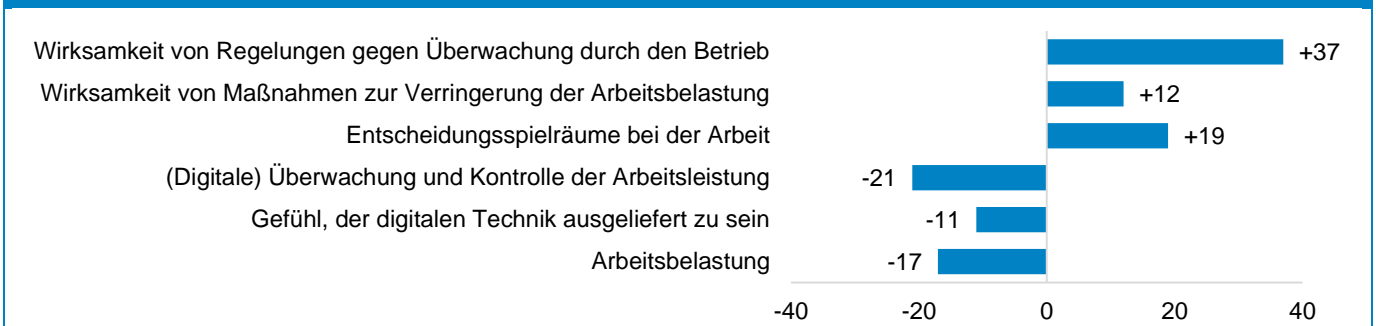 Wirksamkeit von Regelungen gegen Überwachung durch den Betrieb +37
Wirksamkeit von Maßnahmen zur Verringerung der Arbeitsbelastung +12
Entscheidungsspielräume bei der Arbeit +19
(Digitale) Überwachung und Kontrolle der Arbeitsleistung -21
Gefühl, der digitalen Technik ausgeliefert zu sein -11
Arbeitsbelastung -17
-40 -20 0 20 40